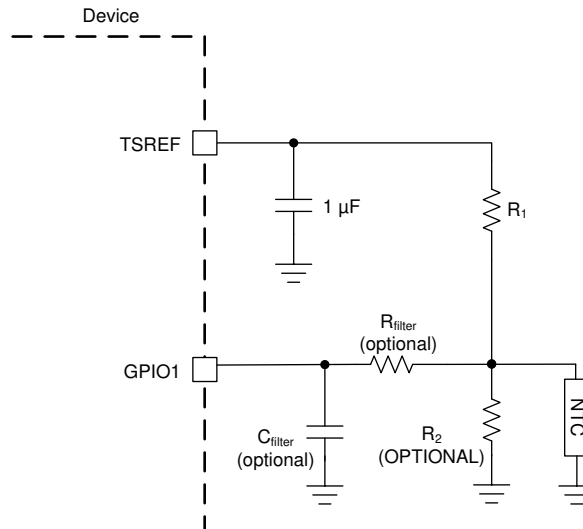 Device
TSREF
1 µF
R1
Rfilter
(optional)
GPIO1
Cfilter
(optional)
R2
(OPTIONAL)
NTC